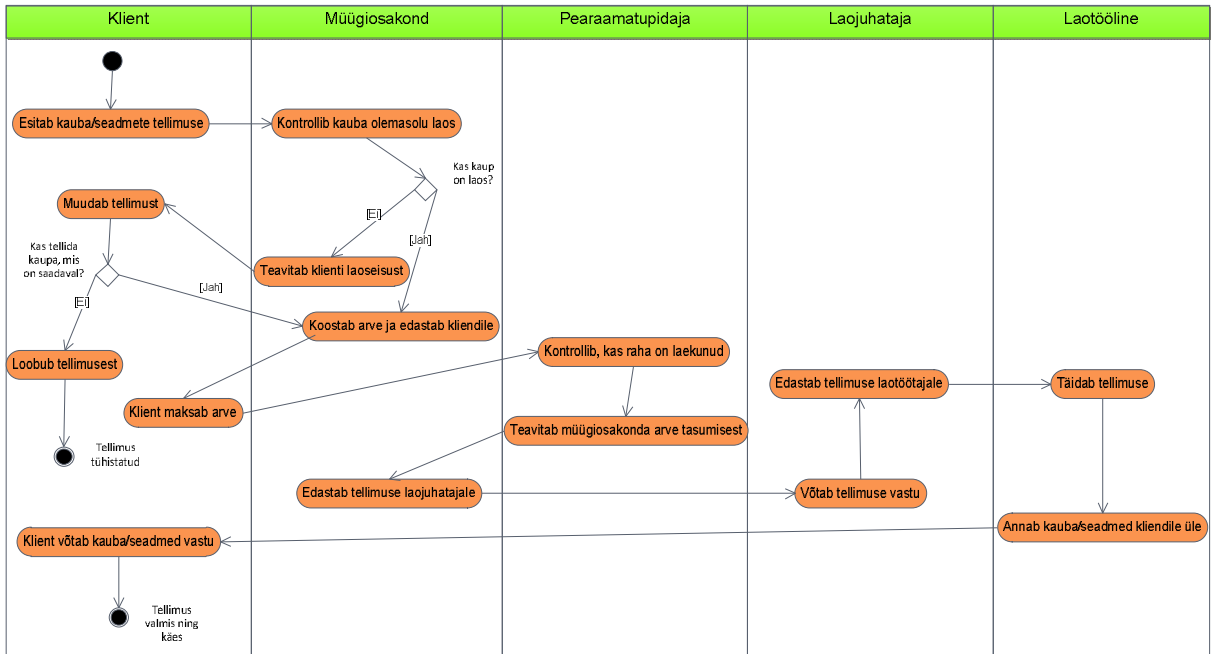 Klient
Müügiosakond
Pearaamatupidaja
Laojuhataja
Laotööline
Esitab kauba/seadmete tellimuse
Kontrollib kauba olemasolu laos
Kas kaup
on laos?
Muudab tellimust
[Ei]
[Jah]
Kas tellida
kaupa, mis
on saadaval?
Teavitab klienti laoseisust
[Jah]
[Ei]
Koostab arve ja edastab kliendile
Loobub tellimusest
Kontrollib, kas raha on laekunud
Edastab tellimuse laotöötajale
Täidab tellimuse
Klient maksab arve
Teavitab müügiosakonda arve tasumisest
Tellimus
tühistatud
Edastab tellimuse laojuhatajale
Võtab tellimuse vastu
Annab kauba/seadmed kliendile üle
Klient võtab kauba/seadmed vastu
Tellimus
valmis ning
käes